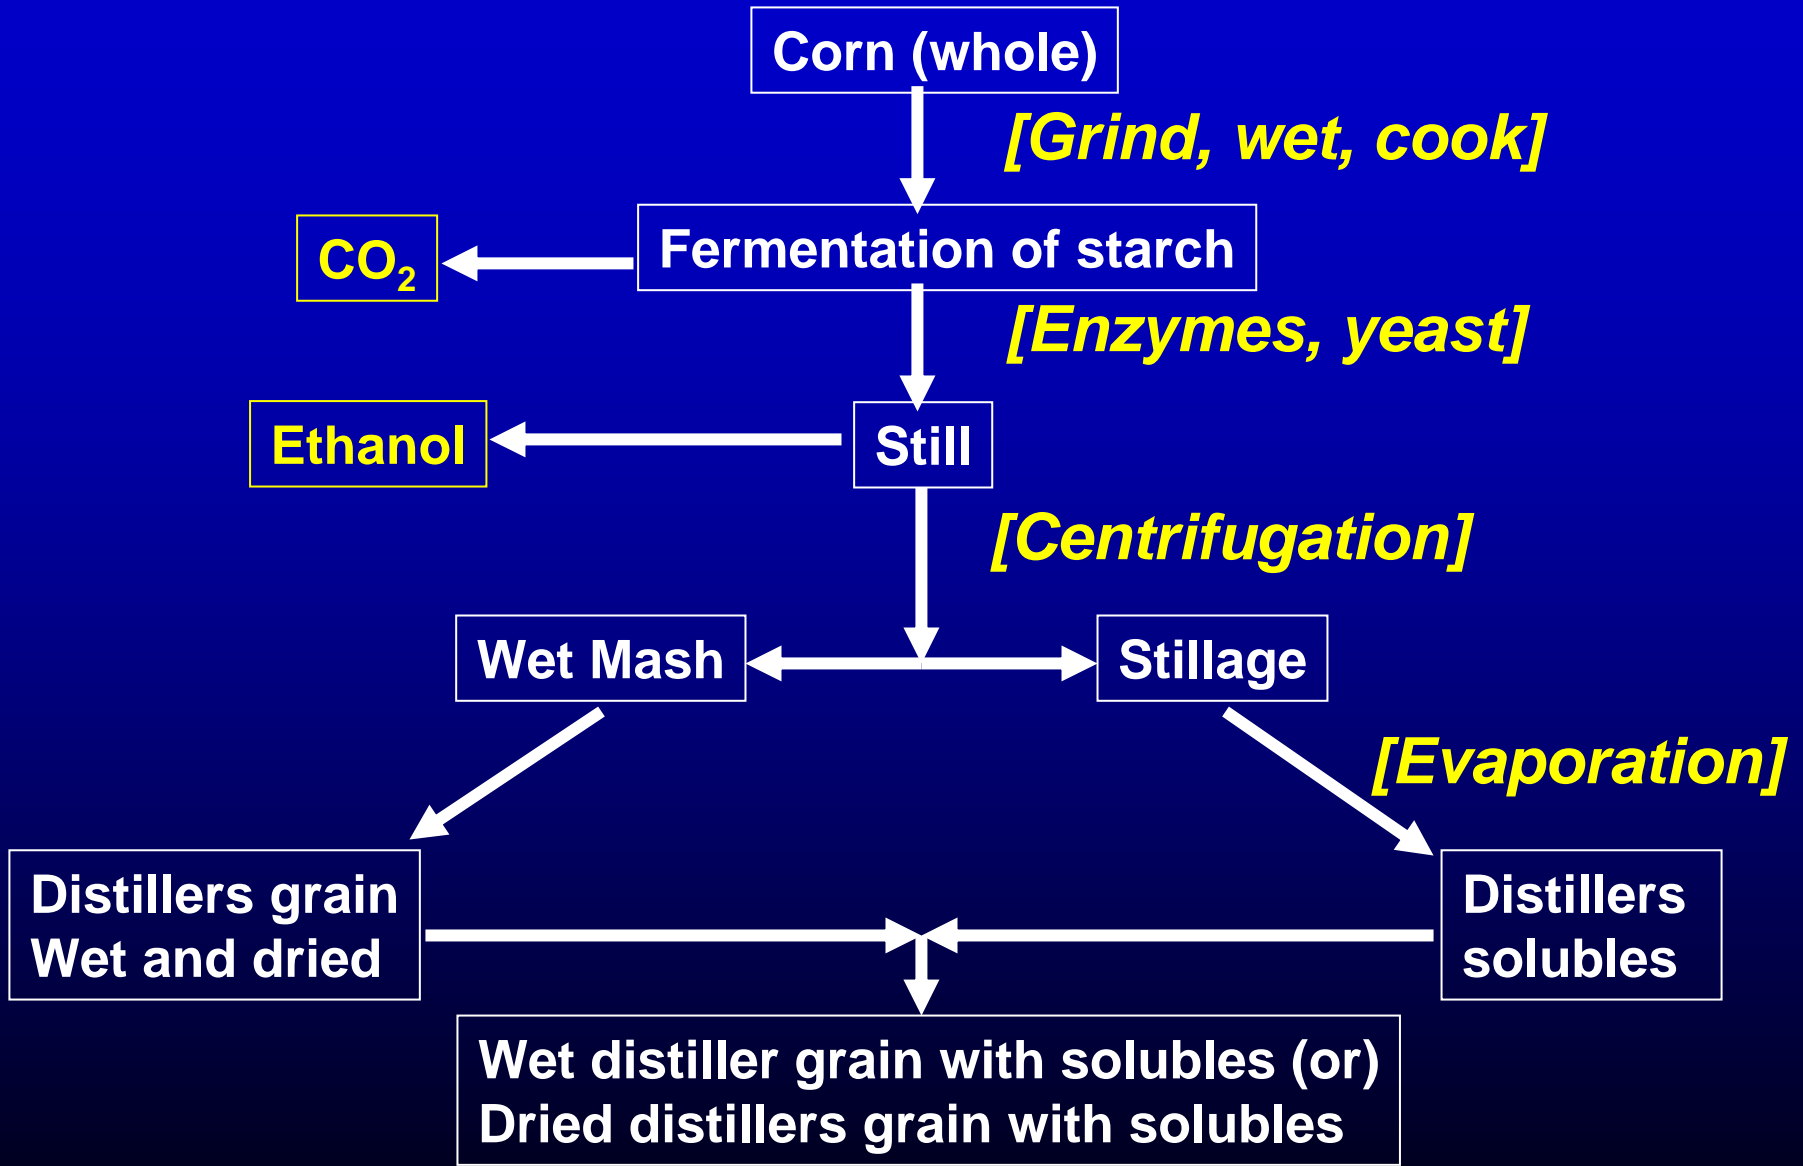 Corn (whole)
[Grind, wet, cook]
CO₂
Fermentation of starch
[Enzymes, yeast]
Ethanol
Still
[Centrifugation]
Wet Mash
Stillage
[Evaporation]
Distillers grain
Wet and dried
Distillers
solubles
Wet distiller grain with solubles (or)
Dried distillers grain with solubles